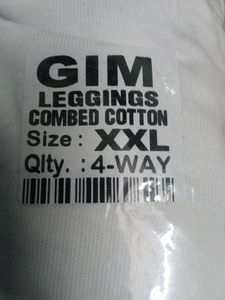 GIM
LEGGINGS
COMBED COTTON
Size : XXL
Qlty. : 4-WAY